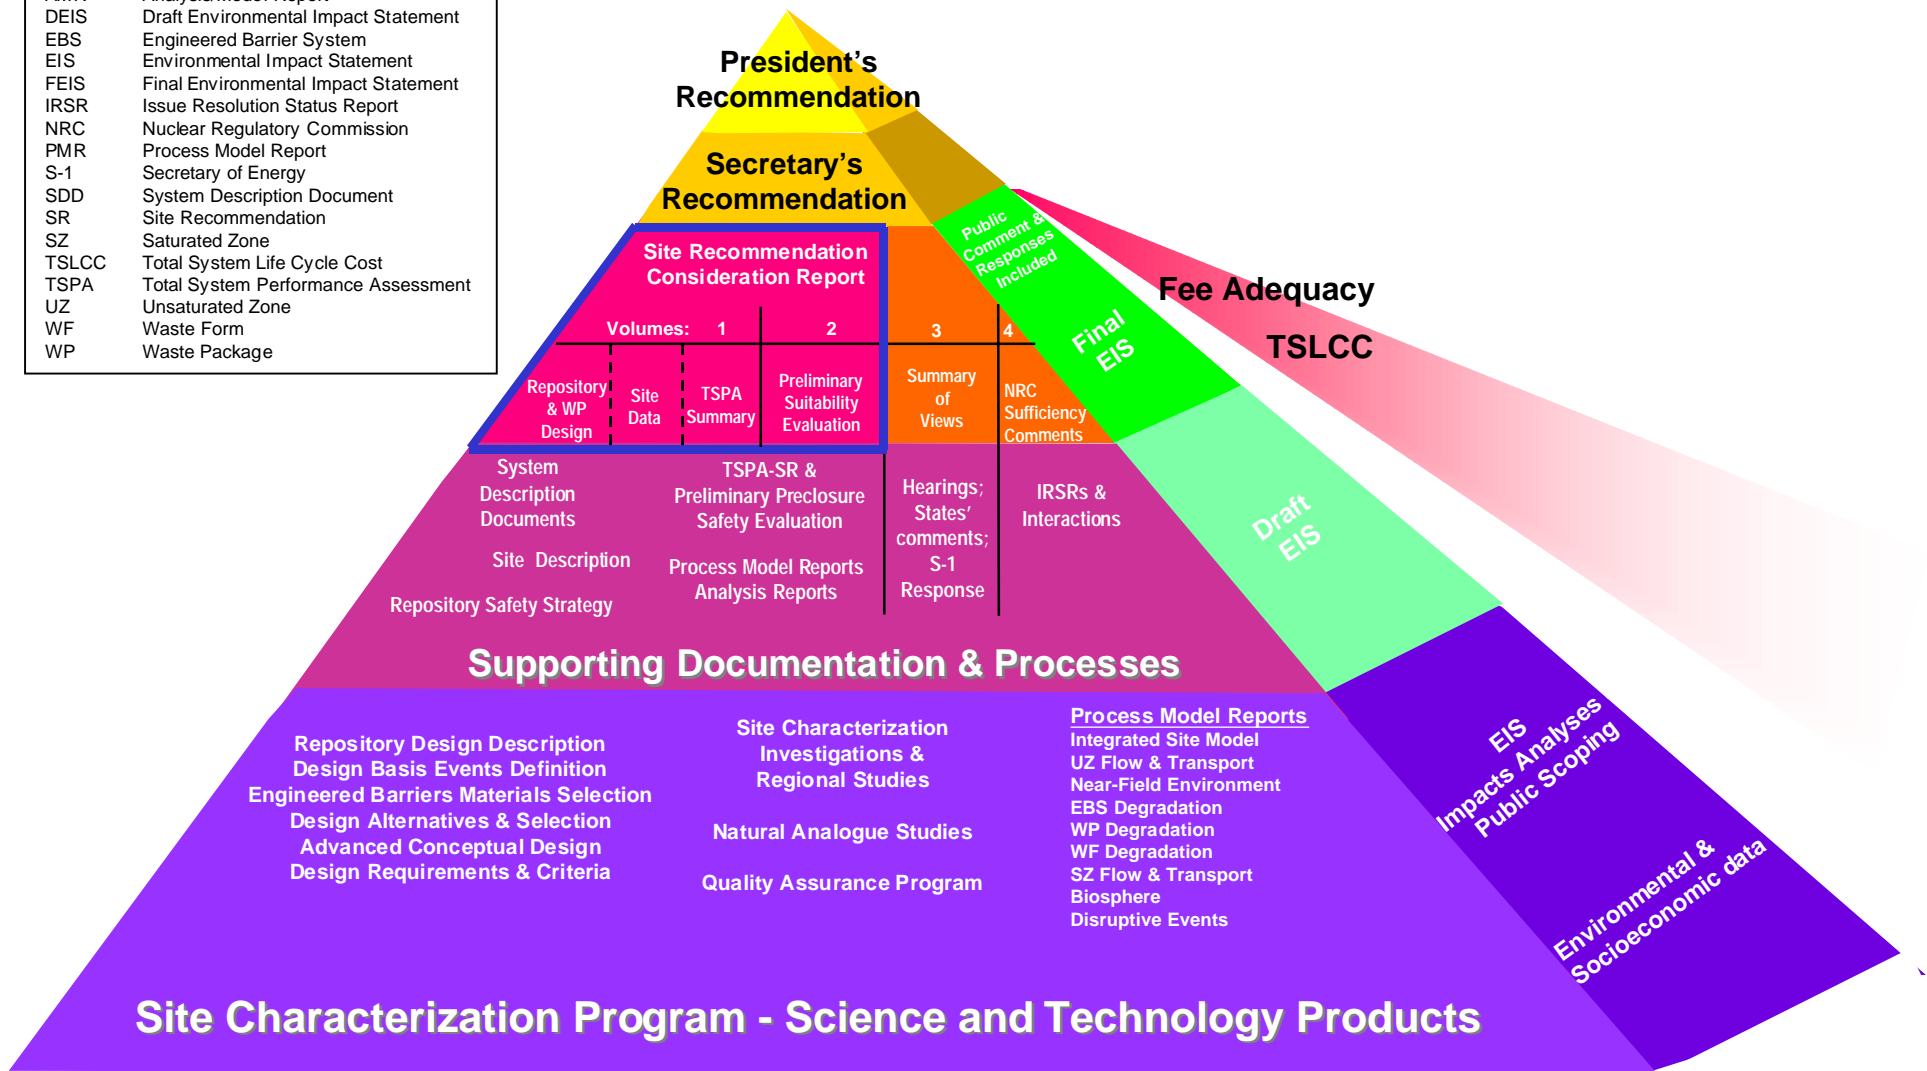 DEIS Draft Environmental Impact Statement
EBS Engineered Barrier System
EIS Environmental Impact Statement
FEIS Final Environmental Impact Statement
IRSR Issue Resolution Status Report
NRC Nuclear Regulatory Commission
PMR Process Model Report
S-1 Secretary of Energy
SDD System Description Document
SR Site Recommendation
SZ Saturated Zone
TSLCC Total System Life Cycle Cost
TSPA Total System Performance Assessment
UZ Unsaturated Zone
WF Waste Form
WP Waste Package
President's
Recommendation
Secretary's
Recommendation
Site Recommendation
Consideration Report
Volumes: 1 2 3 4
Repository
& WP
Design
Site
Data
TSPA
Summary
Preliminary
Suitability
Evaluation
Summary
of
Views
NRC
Sufficiency
Comments
Public
Comment &
Responses
Included
Final
EIS
Fee Adequacy
TSLCC
System
Description
Documents
Site Description
Repository Safety Strategy
TSPA-SR &
Preliminary Preclosure
Safety Evaluation
Process Model Reports
Analysis Reports
Hearings;
States'
comments;
S-1
Response
IRSRs &
Interactions
Draft
EIS
Supporting Documentation & Processes
Repository Design Description
Design Basis Events Definition
Engineered Barriers Materials Selection
Design Alternatives & Selection
Advanced Conceptual Design
Design Requirements & Criteria
Site Characterization
Investigations &
Regional Studies
Natural Analogue Studies
Quality Assurance Program
Process Model Reports
Integrated Site Model
UZ Flow & Transport
Near-Field Environment
EBS Degradation
WP Degradation
WF Degradation
SZ Flow & Transport
Biosphere
Disruptive Events
EIS
Impacts Analyses
Public Scoping
Environmental &
Socioeconomic data
Site Characterization Program - Science and Technology Products